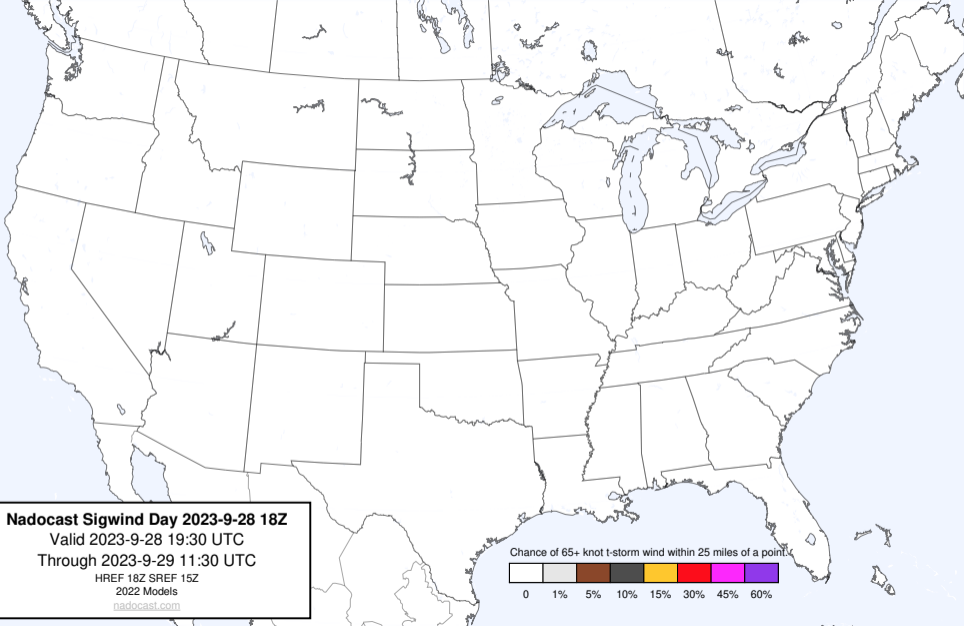 Nadocast Sigwind Day 2023-9-28 18Z
Valid 2023-9-28 19:30 UTC
Through 2023-9-29 11:30 UTC
HREF 18Z SREF 15Z
2022 Models
nadocast.com
Chance of 65+ knot t-storm wind within 25 miles of a point.
0 1% 5% 10% 15% 30% 45% 60%